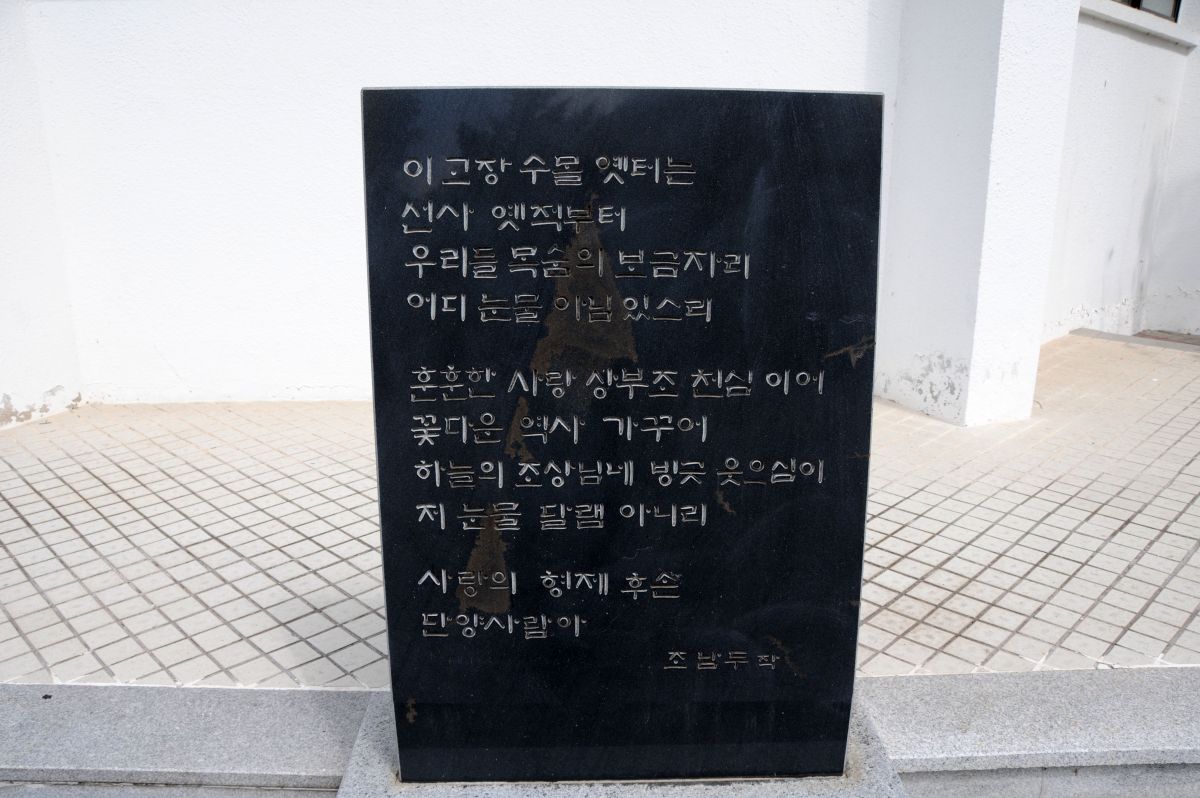 이 고장 수몰 옛터는
선사 옛적부터
우리들 목숨의 보금자리
어디 눈물 아님 있스리
훈훈한 사랑 상부조 천심 이어
꽃다운 역사 가꾸어
하늘의 조상님네 빙긋 웃으심이
저 눈물 달램 아니리
사랑의 형제 후손
단양사람아
조남두 작